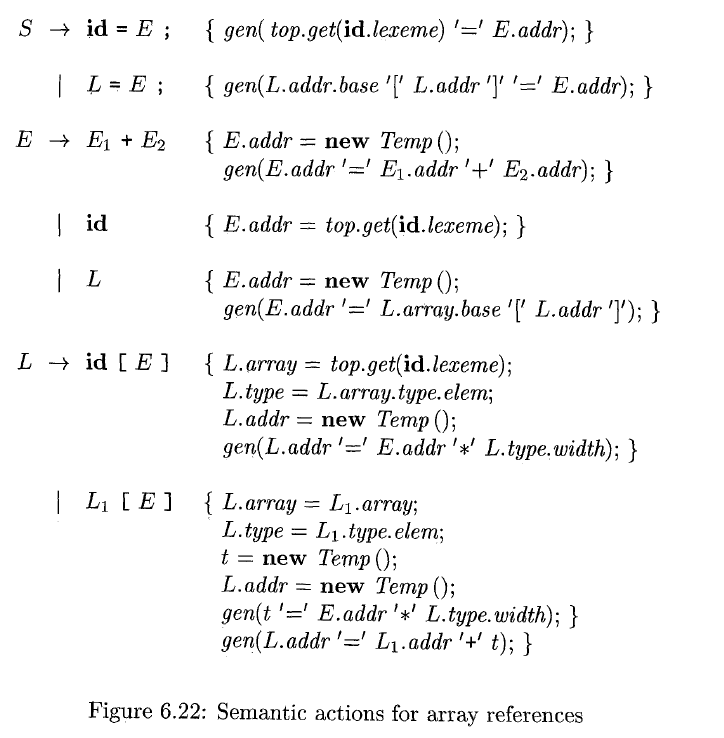 S → id = E ; { gen( top.get(id.lexeme) '=' E.addr); }
| L = E ; { gen(L.addr.base '[' L.addr ']' '=' E.addr); }
E → E₁ + E₂ { E.addr = new Temp();
gen(E.addr '=' E₁.addr '+' E₂.addr); }
| id { E.addr = top.get(id.lexeme); }
| L { E.addr = new Temp();
gen(E.addr '=' L.array.base '[' L.addr ']'); }
L → id [ E ] { L.array = top.get(id.lexeme);
L.type = L.array.type.elem;
L.addr = new Temp();
gen(L.addr '=' E.addr '*' L.type.width); }
| L₁ [ E ] { L.array = L₁.array;
L.type = L₁.type.elem;
t = new Temp();
L.addr = new Temp();
gen(t '=' E.addr '*' L.type.width); }
gen(L.addr '=' L₁.addr '+' t); }
Figure 6.22: Semantic actions for array references